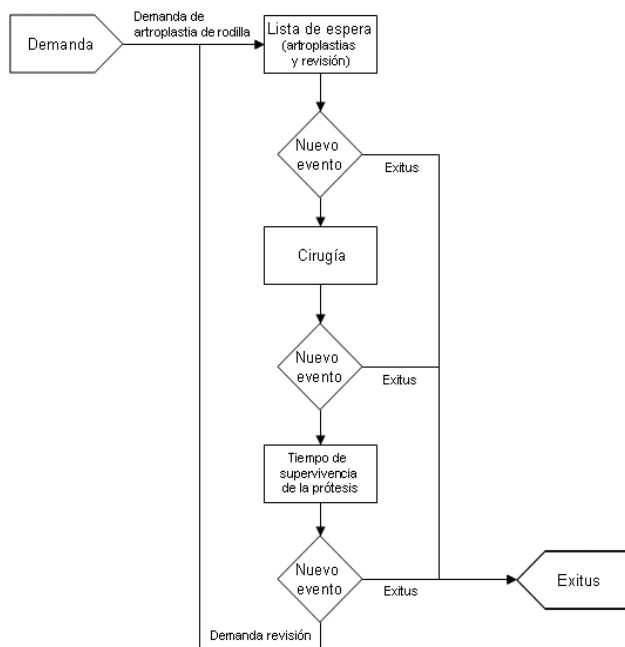 Demanda de
artroplastia de rodilla
Demanda
Lista de espera
(artroplastias
y revisión)
Nuevo
evento
Exitus
Cirugía
Nuevo
evento
Exitus
Tiempo de
supervivencia
de la prótesis
Nuevo
evento
Exitus
Exitus
Demanda revisión